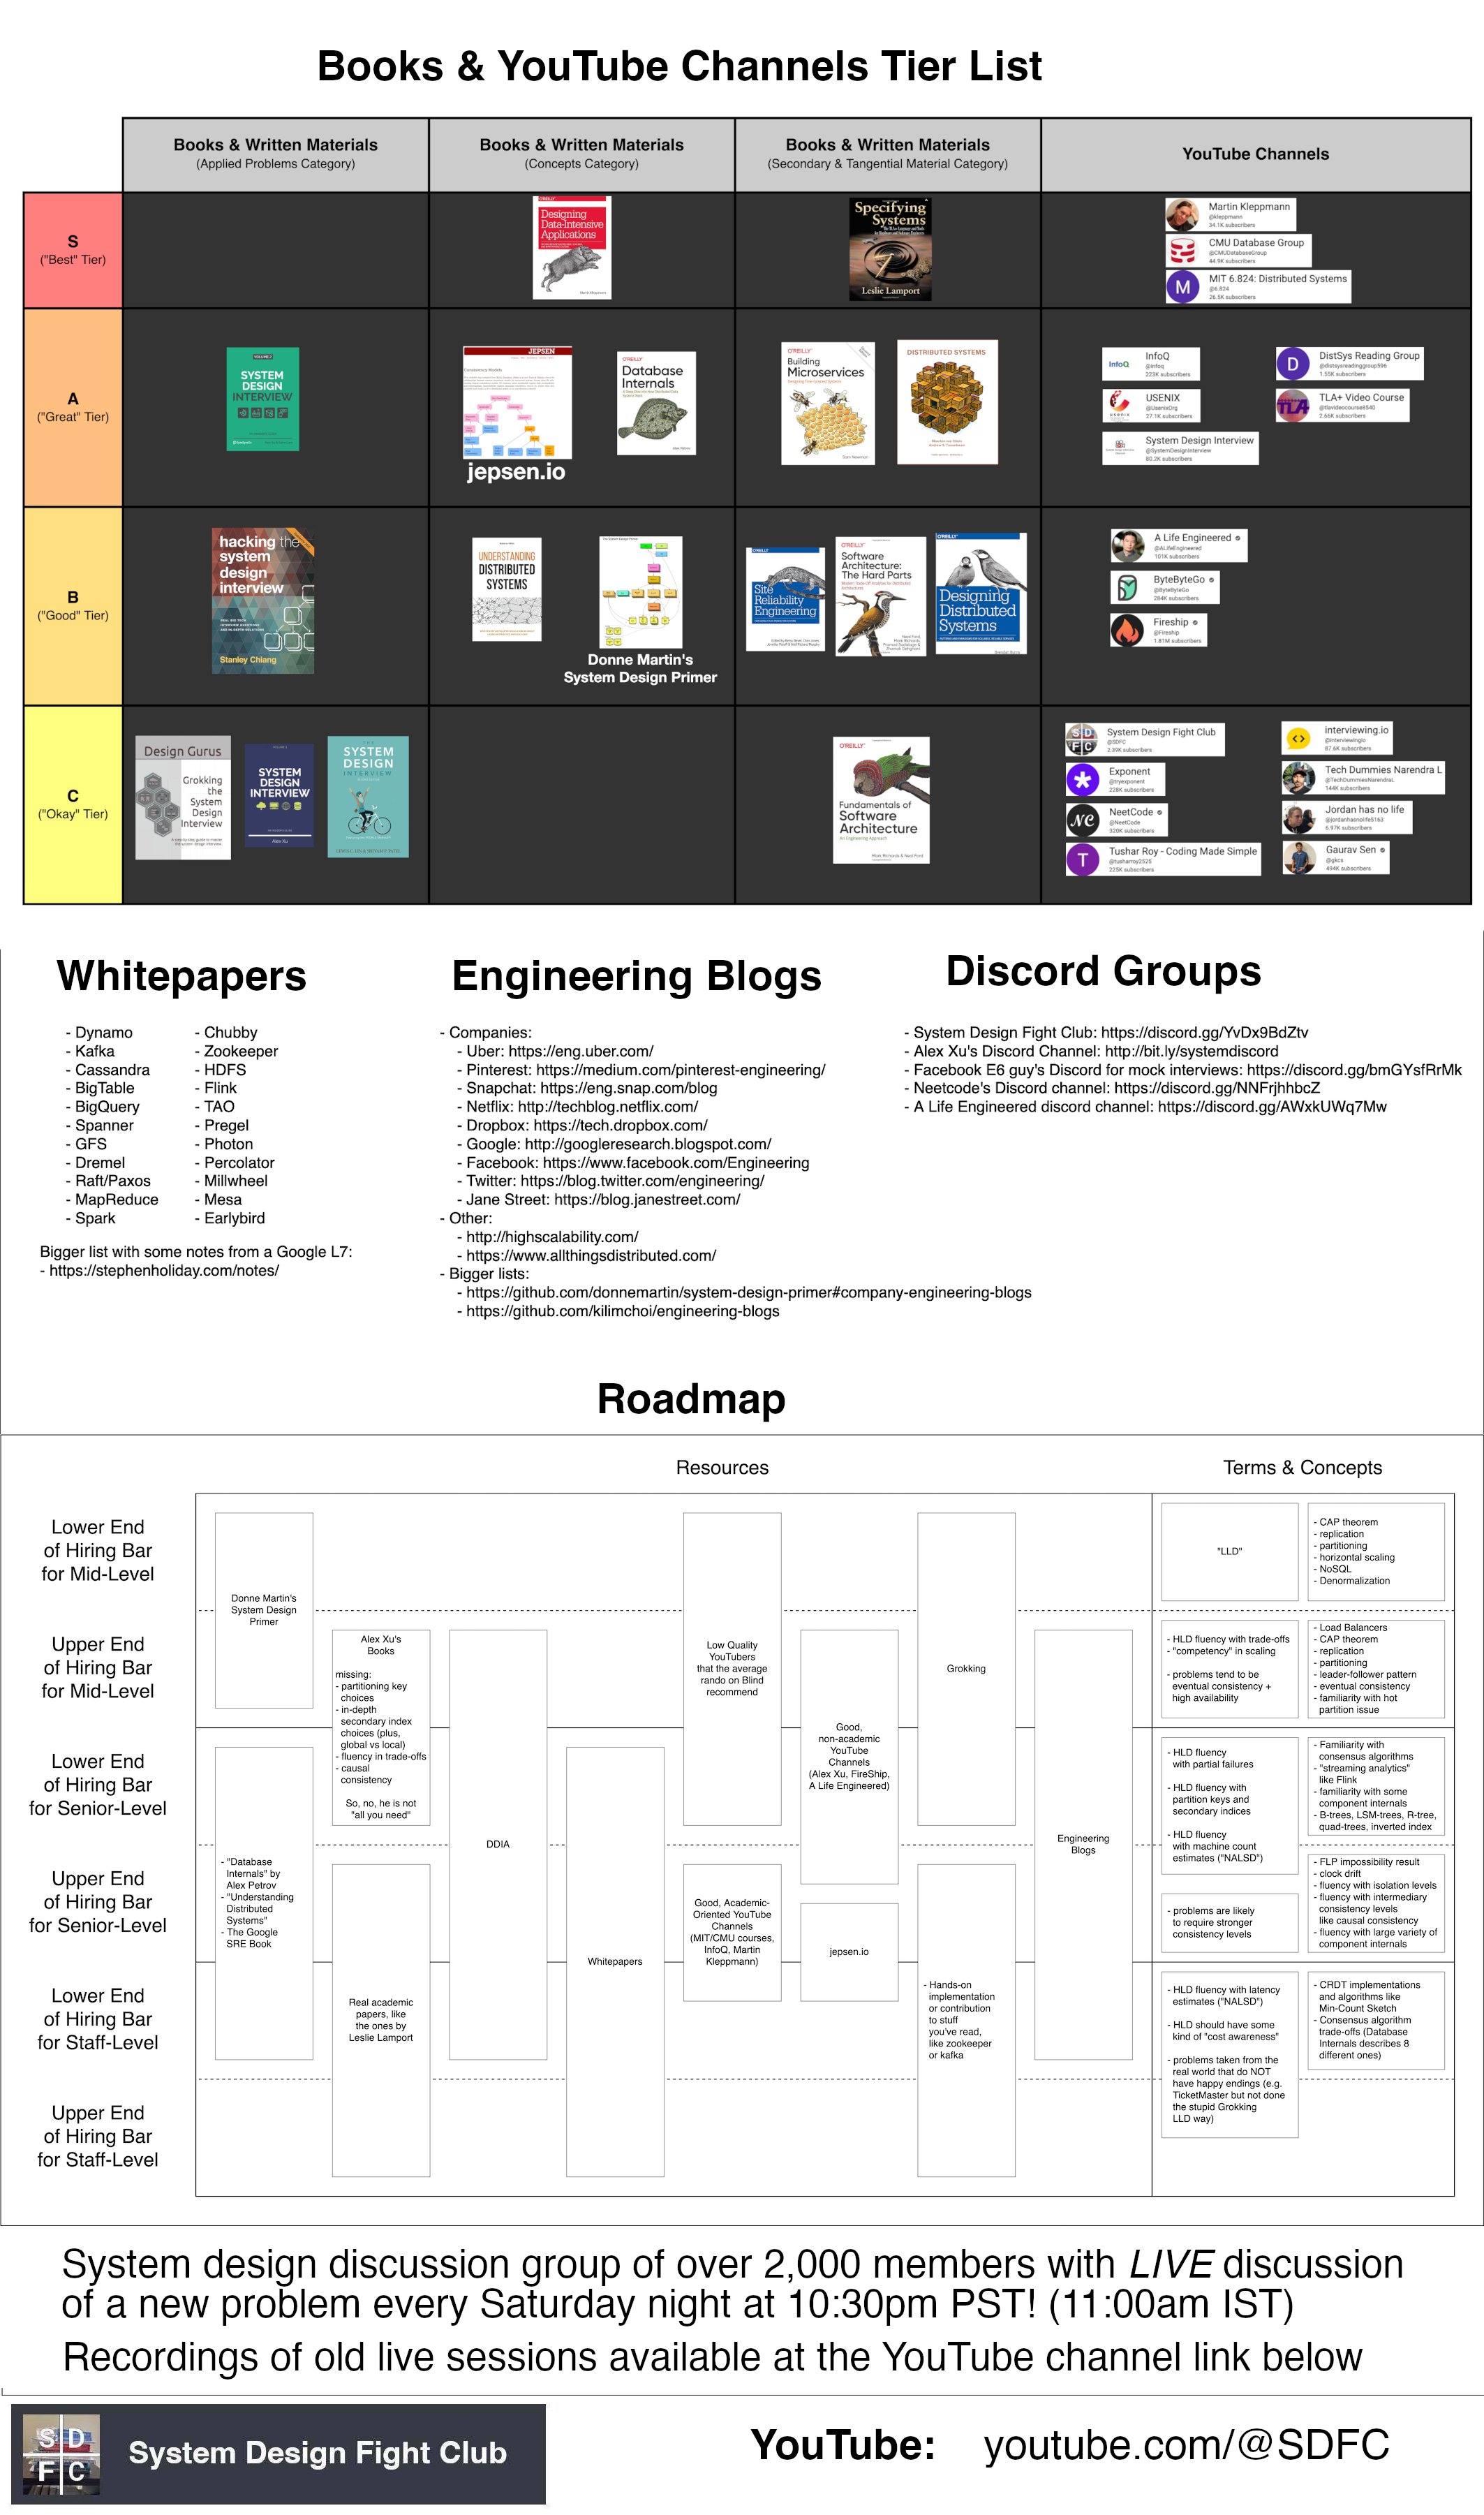 Books & YouTube Channels Tier List
Books & Written Materials
(Applied Problems Category)
Books & Written Materials
(Concepts Category)
Books & Written Materials
(Secondary & Tangential Material Category)
YouTube Channels
S
("Best" Tier)
Designing
Data-Intensive
Applications
Specifying
Systems
Leslie Lamport
Martin Kleppmann
@kleppmann
34.1K subscribers
CMU Database Group
@CMUDatabaseGroup
44.9K subscribers
M
MIT 6.824: Distributed Systems
@6.824
26.5K subscribers
A
("Great" Tier)
VOLUME 2
SYSTEM
DESIGN
INTERVIEW
JEPSEN
Consistency Models
jepsen.io
O'REILLY
Database
Internals
O'REILLY
Building
Microservices
Sam Newman
DISTRIBUTED SYSTEMS
InfoQ
InfoQ
@infoq
223K subscribers
usenix
USENIX
@UsenixOrg
27.1K subscribers
System Design Interview
@SystemDesignInterview
60.2K subscribers
D
DistSys Reading Group
@distsysreadinggroup596
1.55K subscribers
TLA+
TLA+ Video Course
@tlavideocourse8540
2.66K subscribers
B
("Good" Tier)
hacking the
system
design
interview
Stanley Chiang
UNDERSTANDING
DISTRIBUTED
SYSTEMS
Donne Martin's
System Design Primer
O'REILLY
Site
Reliability
Engineering
O'REILLY
Software
Architecture:
The Hard Parts
O'REILLY
Designing
Distributed
Systems
Brendan Burns
A Life Engineered
@ALifeEngineered
101K subscribers
ByteByteGo
@ByteByteGo
284K subscribers
Fireship
@Fireship
1.81M subscribers
C
("Okay" Tier)
Design Gurus
Grokking
the
System
Design
Interview
SYSTEM
DESIGN
INTERVIEW
Alex Xu
THE
SYSTEM
DESIGN
INTERVIEW
O'REILLY
Fundamentals of
Software
Architecture
An Engineering Approach
Mark Richards & Neal Ford
S D
F C
System Design Fight Club
@SDFC
2.39K subscribers
Exponent
@tryexponent
228K subscribers
NC
NeetCode
@NeetCode
320K subscribers
T
Tushar Roy - Coding Made Simple
@tusharroy2525
225K subscribers
interviewing.io
@interviewingio
87.6K subscribers
Tech Dummies Narendra L
@TechDummiesNarendraL
144K subscribers
Jordan has no life
@jordanhasnolife5163
6.97K subscribers
Gaurav Sen
@gkcs
494K subscribers
Whitepapers
- Dynamo
- Kafka
- Cassandra
- BigTable
- BigQuery
- Spanner
- GFS
- Dremel
- Raft/Paxos
- MapReduce
- Spark
- Chubby
- Zookeeper
- HDFS
- Flink
- TAO
- Pregel
- Photon
- Percolator
- Millwheel
- Mesa
- Earlybird
Bigger list with some notes from a Google L7:
- https://stephenholiday.com/notes/
Engineering Blogs
- Companies:
- Uber: https://eng.uber.com/
- Pinterest: https://medium.com/pinterest-engineering/
- Snapchat: https://eng.snap.com/blog
- Netflix: http://techblog.netflix.com/
- Dropbox: https://tech.dropbox.com/
- Google: http://googleresearch.blogspot.com/
- Facebook: https://www.facebook.com/Engineering
- Twitter: https://blog.twitter.com/engineering/
- Jane Street: https://blog.janestreet.com/
- Other:
- http://highscalability.com/
- https://www.allthingsdistributed.com/
- Bigger lists:
- https://github.com/donnemartin/system-design-primer#company-engineering-blogs
- https://github.com/kilimchoi/engineering-blogs
Discord Groups
- System Design Fight Club: https://discord.gg/YvDx9BdZtv
- Alex Xu's Discord Channel: http://bit.ly/systemdiscord
- Facebook E6 guy's Discord for mock interviews: https://discord.gg/bmGYsfRrMk
- Neetcode's Discord channel: https://discord.gg/NNFrjhhbcZ
- A Life Engineered discord channel: https://discord.gg/AWxkUWq7Mw
Roadmap
Resources
Terms & Concepts
Lower End
of Hiring Bar
for Mid-Level
Upper End
of Hiring Bar
for Mid-Level
Lower End
of Hiring Bar
for Senior-Level
Upper End
of Hiring Bar
for Senior-Level
Lower End
of Hiring Bar
for Staff-Level
Upper End
of Hiring Bar
for Staff-Level
Donne Martin's
System Design
Primer
- "Database
Internals" by
Alex Petrov
- "Understanding
Distributed
Systems"
- The Google
SRE Book
Alex Xu's
Books
missing:
- partitioning key
choices
- in-depth
secondary index
choices (plus,
global vs local)
- fluency in trade-offs
- causal
consistency
So, no, he is not
"all you need"
Real academic
papers, like
the ones by
Leslie Lamport
DDIA
Whitepapers
Low Quality
YouTubers
that the average
rando on Blind
recommend
Good, Academic-
Oriented YouTube
Channels
(MIT/CMU courses,
InfoQ, Martin
Kleppmann)
Good,
non-academic
YouTube
Channels
(Alex Xu, FireShip,
A Life Engineered)
jepsen.io
Grokking
- Hands-on
implementation
or contribution
to stuff
you've read,
like zookeeper
or kafka
Engineering
Blogs
"LLD"
- CAP theorem
- replication
- partitioning
- horizontal scaling
- NoSQL
- Denormalization
- HLD fluency with trade-offs
- "competency" in scaling
- problems tend to be
eventual consistency +
high availability
- Load Balancers
- CAP theorem
- replication
- partitioning
- leader-follower pattern
- eventual consistency
- familiarity with hot
partition issue
- HLD fluency
with partial failures
- HLD fluency with
partition keys and
secondary indices
- HLD fluency
with machine count
estimates ("NALSD")
- Familiarity with
consensus algorithms
- "streaming analytics"
like Flink
- familiarity with some
component internals
- B-trees, LSM-trees, R-tree,
quad-trees, inverted index
- problems are likely
to require stronger
consistency levels
- FLP impossibility result
- clock drift
- fluency with isolation levels
- fluency with intermediary
consistency levels
like causal consistency
- fluency with large variety of
component internals
- HLD fluency with latency
estimates ("NALSD")
- HLD should have some
kind of "cost awareness"
- problems taken from the
real world that do NOT
have happy endings (e.g.
TicketMaster but not done
the stupid Grokking
LLD way)
- CRDT implementations
and algorithms like
Min-Count Sketch
- Consensus algorithm
trade-offs (Database
Internals describes 8
different ones)
System design discussion group of over 2,000 members with LIVE discussion
of a new problem every Saturday night at 10:30pm PST! (11:00am IST)
Recordings of old live sessions available at the YouTube channel link below
S D
F C
System Design Fight Club
YouTube: youtube.com/@SDFC